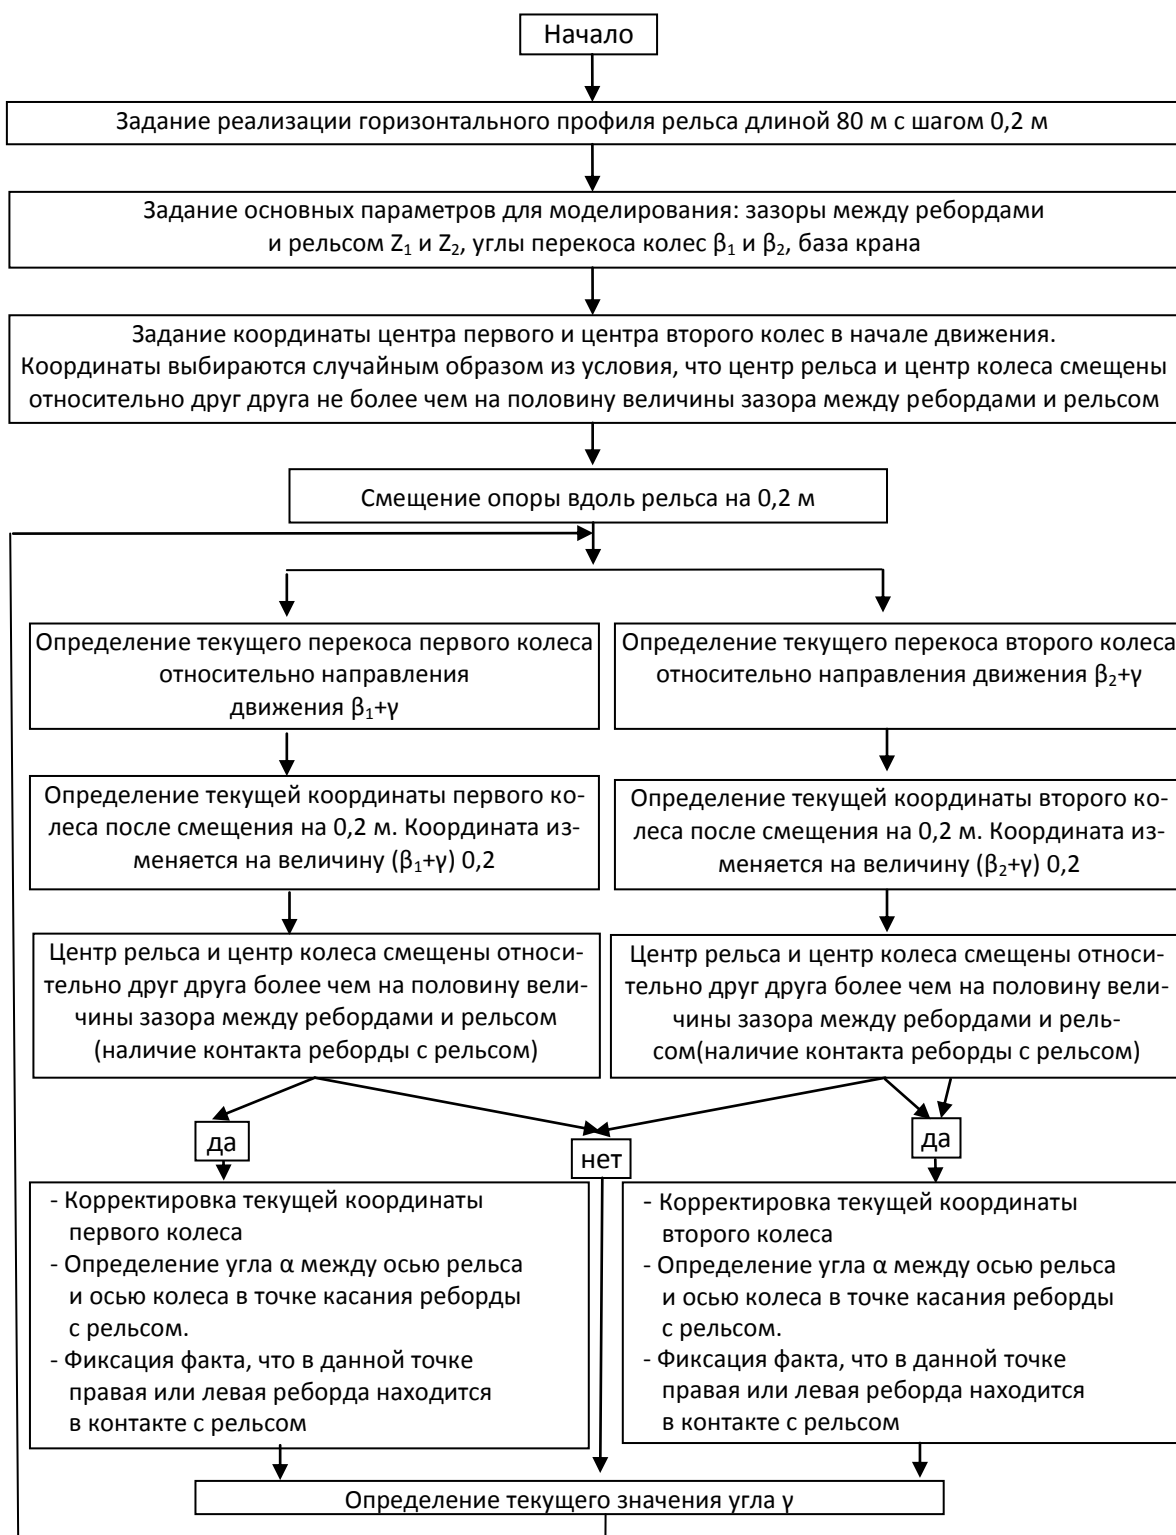 Начало
Задание реализации горизонтального профиля рельса длиной 80 м с шагом 0,2 м
Задание основных параметров для моделирования: зазоры между ребордами
и рельсом Z₁ и Z₂, углы перекоса колес β₁ и β₂, база крана
Задание координаты центра первого и центра второго колес в начале движения.
Координаты выбираются случайным образом из условия, что центр рельса и центр колеса смещены
относительно друг друга не более чем на половину величины зазора между ребордами и рельсом
Смещение опоры вдоль рельса на 0,2 м
Определение текущего перекоса первого колеса
относительно направления
движения β₁+γ
Определение текущего перекоса второго колеса
относительно направления движения β₂+γ
Определение текущей координаты первого ко-
леса после смещения на 0,2 м. Координата из-
меняется на величину (β₁+γ) 0,2
Определение текущей координаты второго ко-
леса после смещения на 0,2 м. Координата из-
меняется на величину (β₂+γ) 0,2
Центр рельса и центр колеса смещены относи-
тельно друг друга более чем на половину вели-
чины зазора между ребордами и рельсом
(наличие контакта реборды с рельсом)
Центр рельса и центр колеса смещены относи-
тельно друг друга более чем на половину вели-
чины зазора между ребордами и рель-
сом(наличие контакта реборды с рельсом)
да
нет
да
- Корректировка текущей координаты
первого колеса
- Определение угла α между осью рельса
и осью колеса в точке касания реборды
с рельсом.
- Фиксация факта, что в данной точке
правая или левая реборда находится
в контакте с рельсом
- Корректировка текущей координаты
второго колеса
- Определение угла α между осью рельса
и осью колеса в точке касания реборды
с рельсом.
- Фиксация факта, что в данной точке
правая или левая реборда находится
в контакте с рельсом
Определение текущего значения угла γ